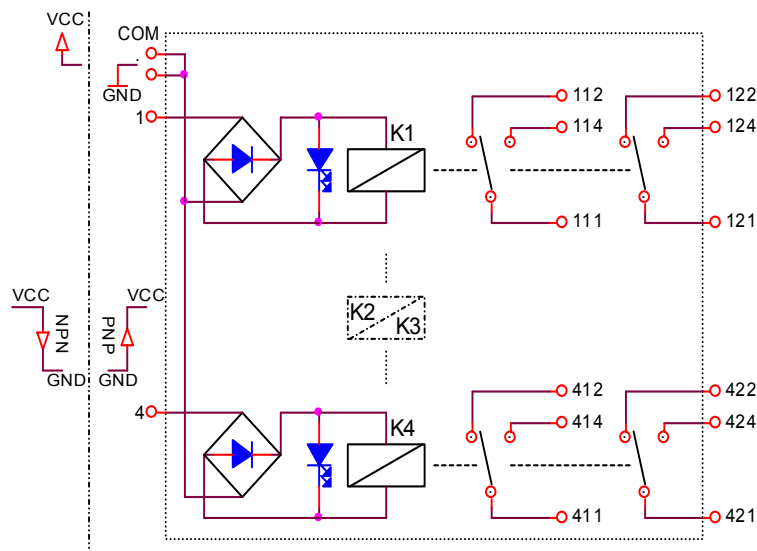 VCC
COM
GND
1
K1
112
114
111
122
124
121
VCC
NPN
GND
VCC
PNP
GND
K2
K3
4
K4
412
414
411
422
424
421